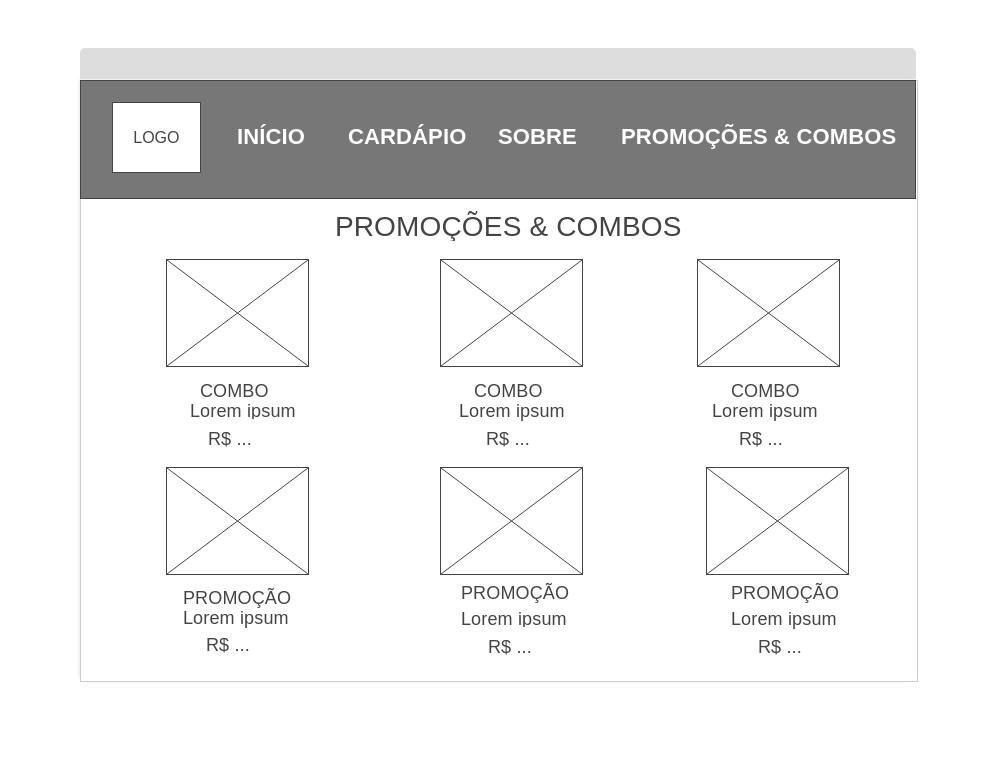 LOGO INÍCIO CARDÁPIO SOBRE PROMOÇÕES & COMBOS
PROMOÇÕES & COMBOS
COMBO COMBO COMBO
Lorem ipsum Lorem ipsum Lorem ipsum
R$ ... R$ ... R$ ...
PROMOÇÃO PROMOÇÃO PROMOÇÃO
Lorem ipsum Lorem ipsum Lorem ipsum
R$ ... R$ ... R$ ...